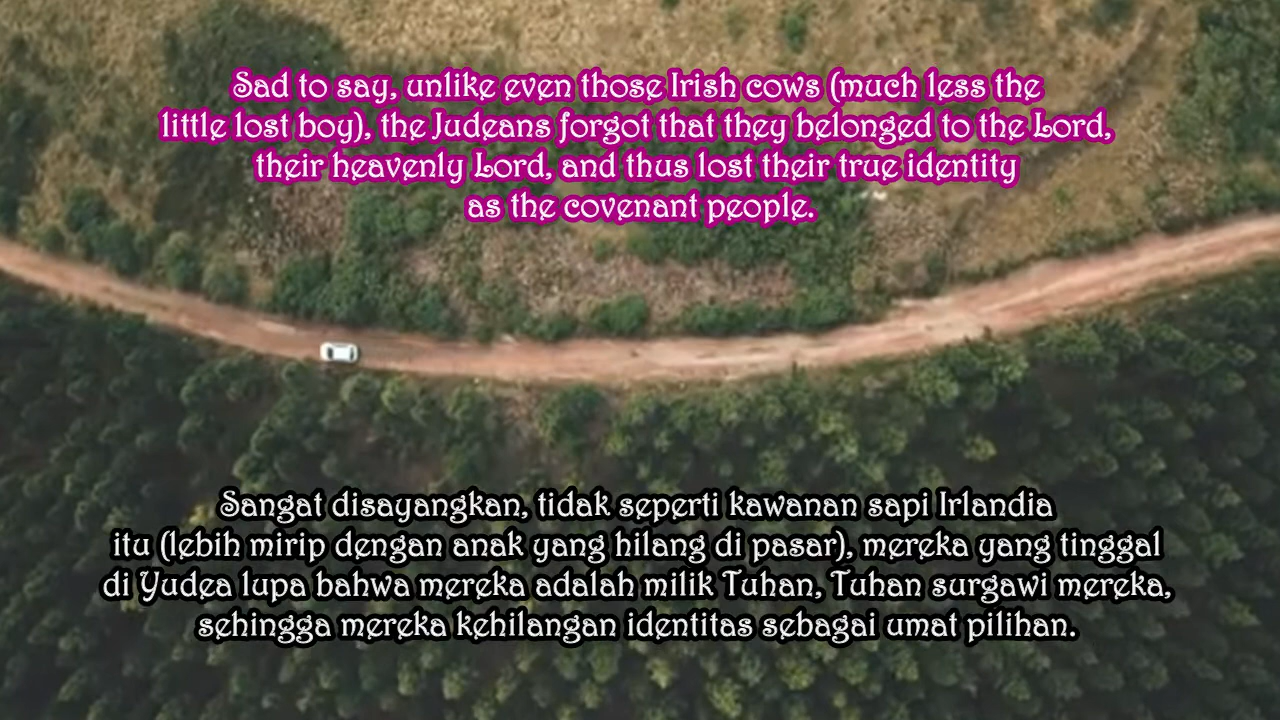 Sad to say, unlike even those Irish cows (much less the
little lost boy), the Judeans forgot that they belonged to the Lord,
their heavenly Lord, and thus lost their true identity
as the covenant people.
Sangat disayangkan, tidak seperti kawanan sapi Irlandia
itu (lebih mirip dengan anak yang hilang di pasar), mereka yang tinggal
di Yudea lupa bahwa mereka adalah milik Tuhan, Tuhan surgawi mereka,
sehingga mereka kehilangan identitas sebagai umat pilihan.